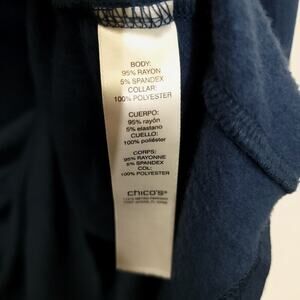 BODY:
95% RAYON
5% SPANDEX
COLLAR:
100% POLYESTER
CUERPO:
95% rayón
5% elastano
CUELLO:
100% poliéster
CORPS:
95% RAYONNE
5% SPANDEX
COL:
100% POLYESTER
chico's®